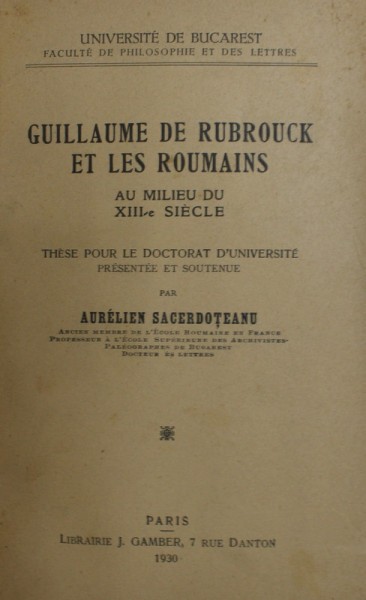 UNIVERSITÉ DE BUCAREST
FACULTÉ DE PHILOSOPHIE ET DES LETTRES
GUILLAUME DE RUBROUCK
ET LES ROUMAINS
AU MILIEU DU
XIII-e SIÈCLE
THÈSE POUR LE DOCTORAT D'UNIVERSITÉ
PRÉSENTÉE ET SOUTENUE
PAR
AURÉLIEN SACERDOȚEANU
ANCIEN MEMBRE DE L'ÉCOLE ROUMAINE EN FRANCE
PROFESSEUR À L'ÉCOLE SUPÉRIEURE DES ARCHIVISTES-
PALÉOGRAPHES DE BUCAREST
DOCTEUR ÈS LETTRES
PARIS
LIBRAIRIE J. GAMBER, 7 RUE DANTON
1930